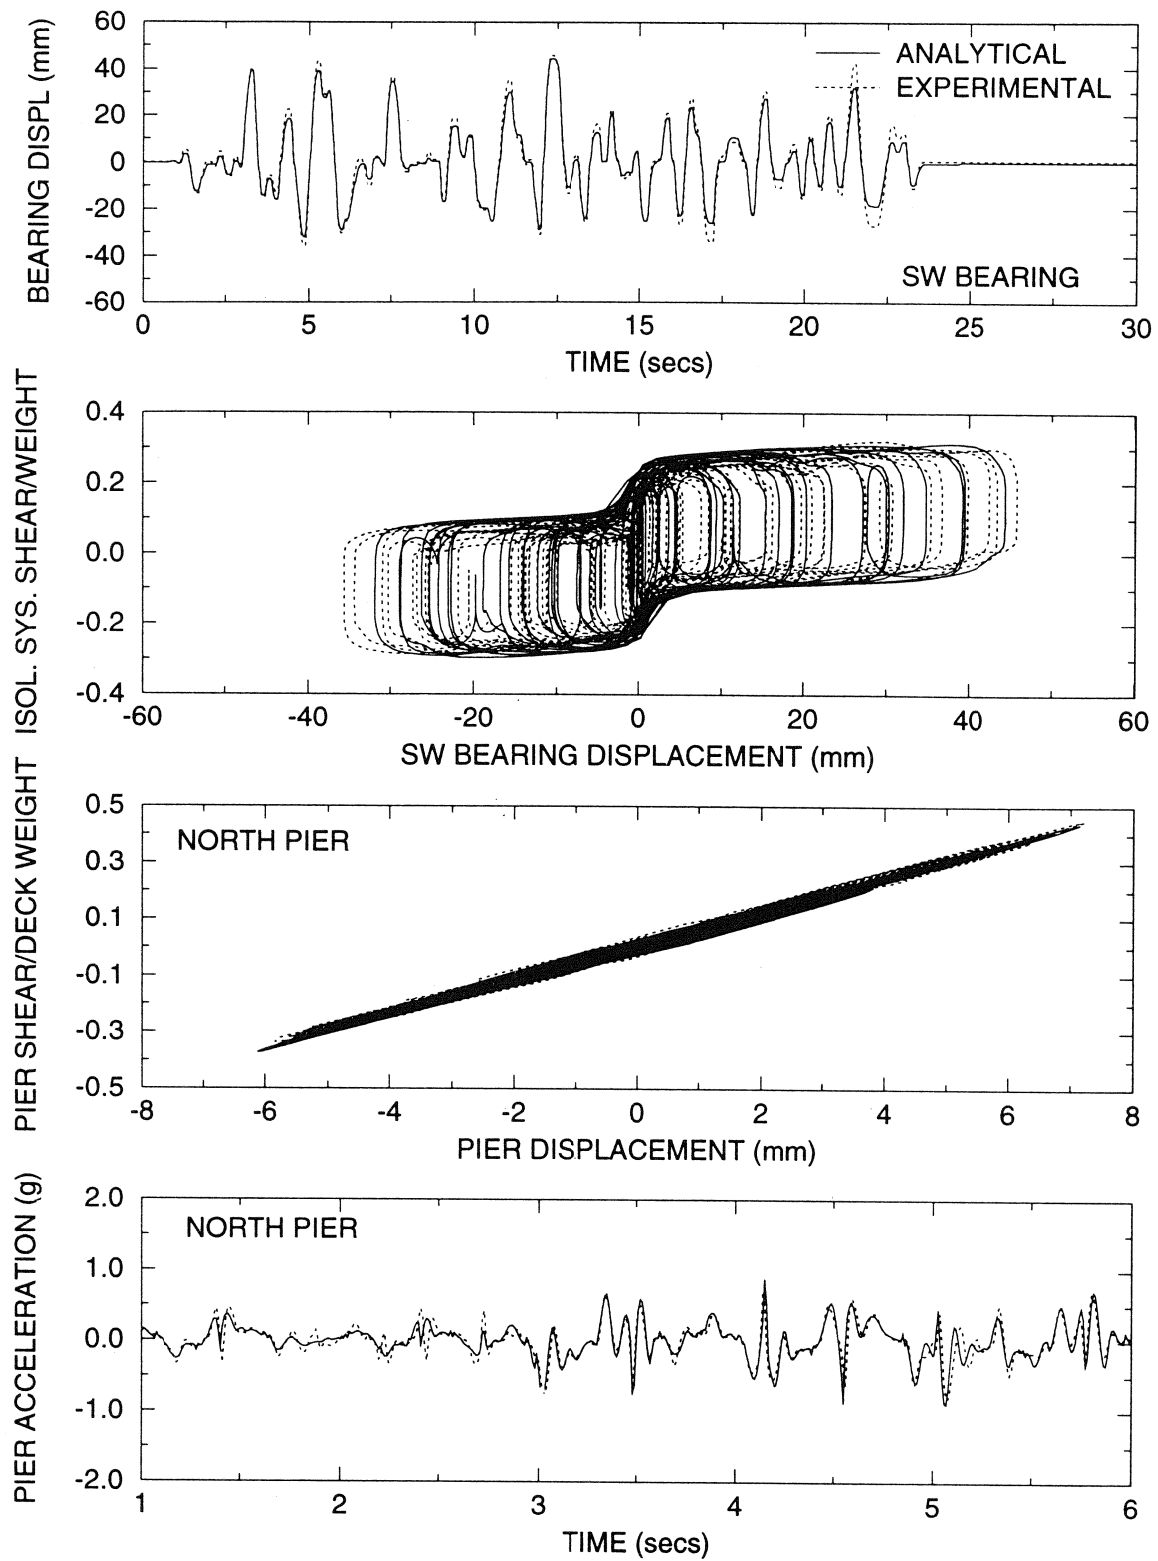 BEARING DISPL (mm)
60
40
20
0
-20
-40
-60
ANALYTICAL
EXPERIMENTAL
SW BEARING
0 5 10 15 20 25 30
TIME (secs)
ISOL. SYS. SHEAR/WEIGHT
0.4
0.2
0.0
-0.2
-0.4
-60 -40 -20 0 20 40 60
SW BEARING DISPLACEMENT (mm)
PIER SHEAR/DECK WEIGHT
0.5
0.3
0.1
-0.1
-0.3
-0.5
NORTH PIER
-8 -6 -4 -2 0 2 4 6 8
PIER DISPLACEMENT (mm)
PIER ACCELERATION (g)
2.0
1.0
0.0
-1.0
-2.0
NORTH PIER
1 2 3 4 5 6
TIME (secs)